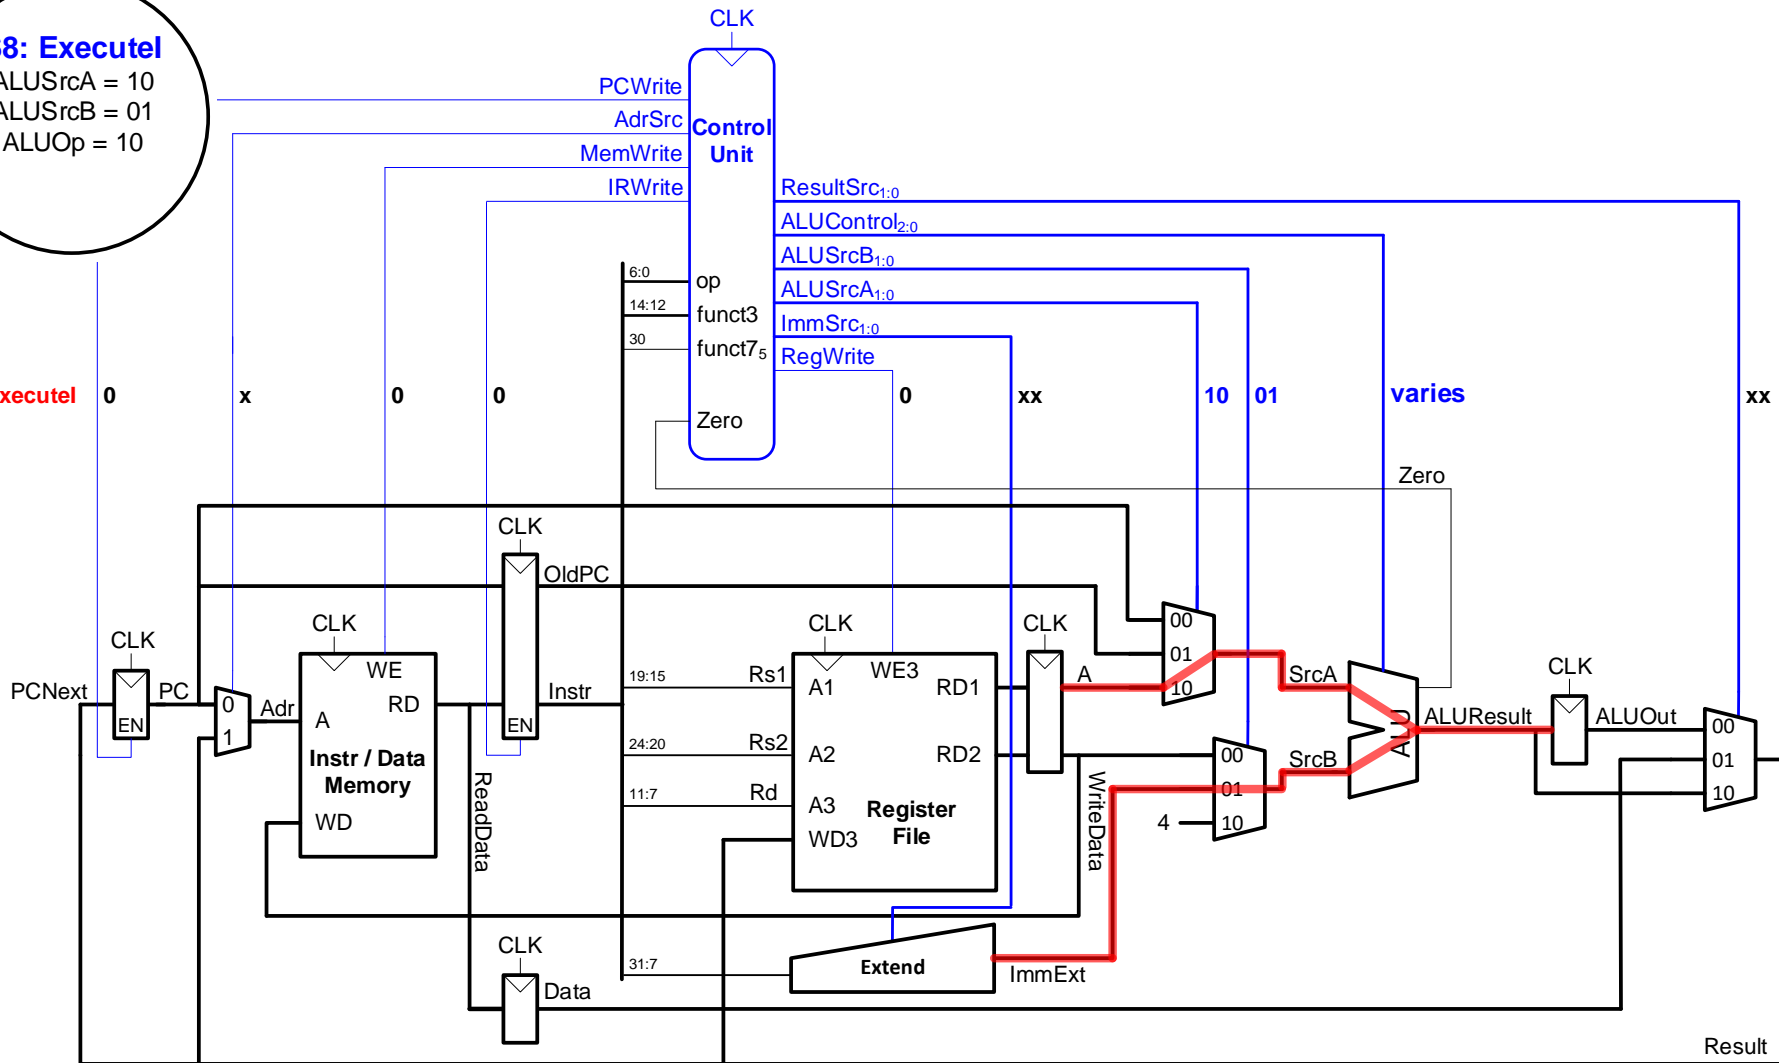 8: ExecuteI
ALUSrcA = 10
ALUSrcB = 01
ALUOp = 10
CLK
PCWrite
AdrSrc
MemWrite
IRWrite
Control
Unit
ResultSrc1:0
ALUControl2:0
ALUSrcB1:0
ALUSrcA1:0
ImmSrc1:0
RegWrite
6:0
op
14:12
funct3
30
funct75
Zero
xecuteI
0
x
0
0
0
xx
10
01
varies
xx
Zero
CLK
OldPC
CLK
CLK
CLK
CLK
CLK
PCNext
PC
EN
0
1
Adr
WE
A
RD
Instr / Data
Memory
WD
EN
Instr
ReadData
19:15
Rs1
24:20
Rs2
11:7
Rd
A1
WE3
RD1
A2
RD2
A3
WD3
Register
File
A
WriteData
00
01
10
SrcA
00
01
10
4
SrcB
ALU
ALUResult
ALUOut
00
01
10
31:7
Extend
ImmExt
CLK
Data
Result